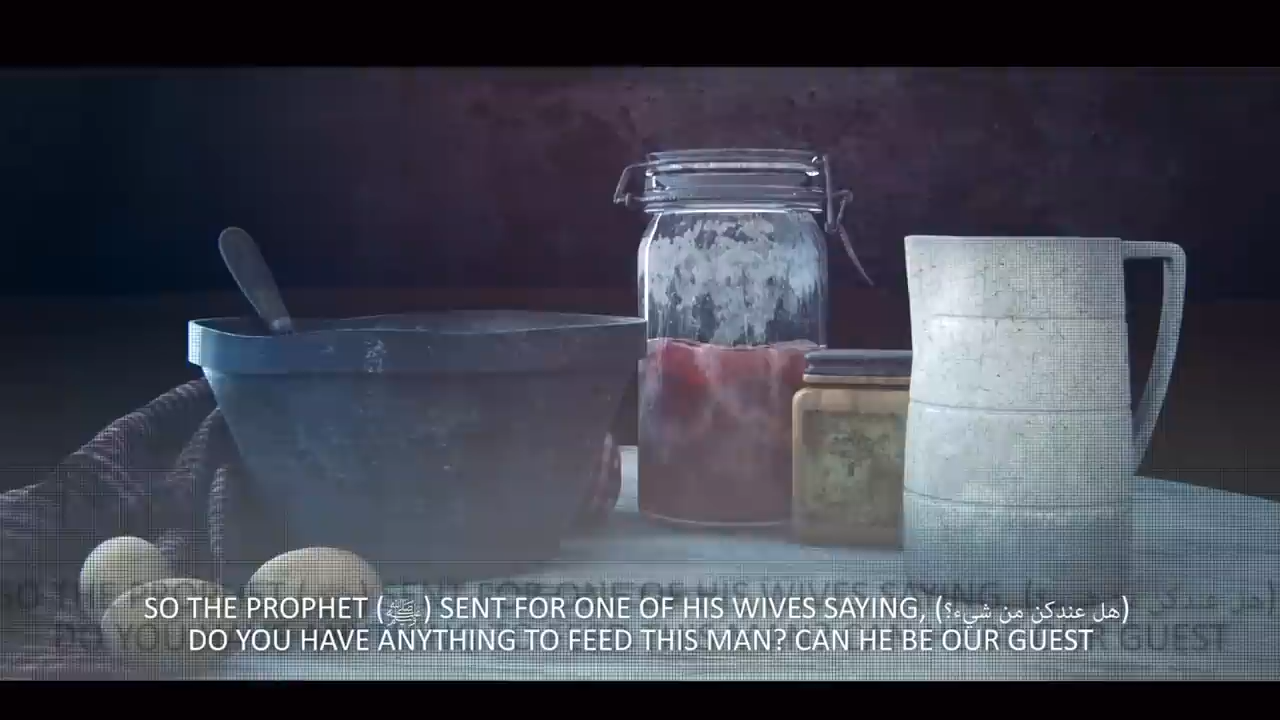 SO THE PROPHET (ﷺ) SENT FOR ONE OF HIS WIVES SAYING, (هل عندكن من شيء؟)
DO YOU HAVE ANYTHING TO FEED THIS MAN? CAN HE BE OUR GUEST